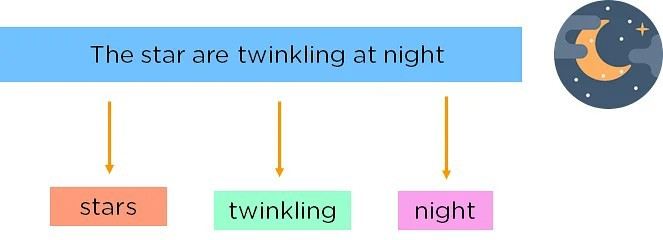 The star are twinkling at night
stars
twinkling
night